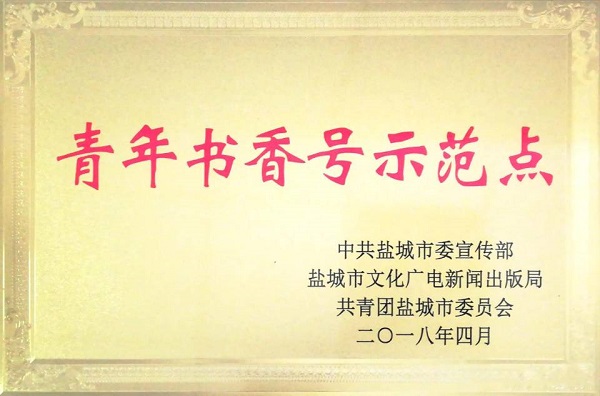 青年书香号示范点
中共盐城市委宣传部
盐城市文化广电新闻出版局
共青团盐城市委员会
二〇一八年四月